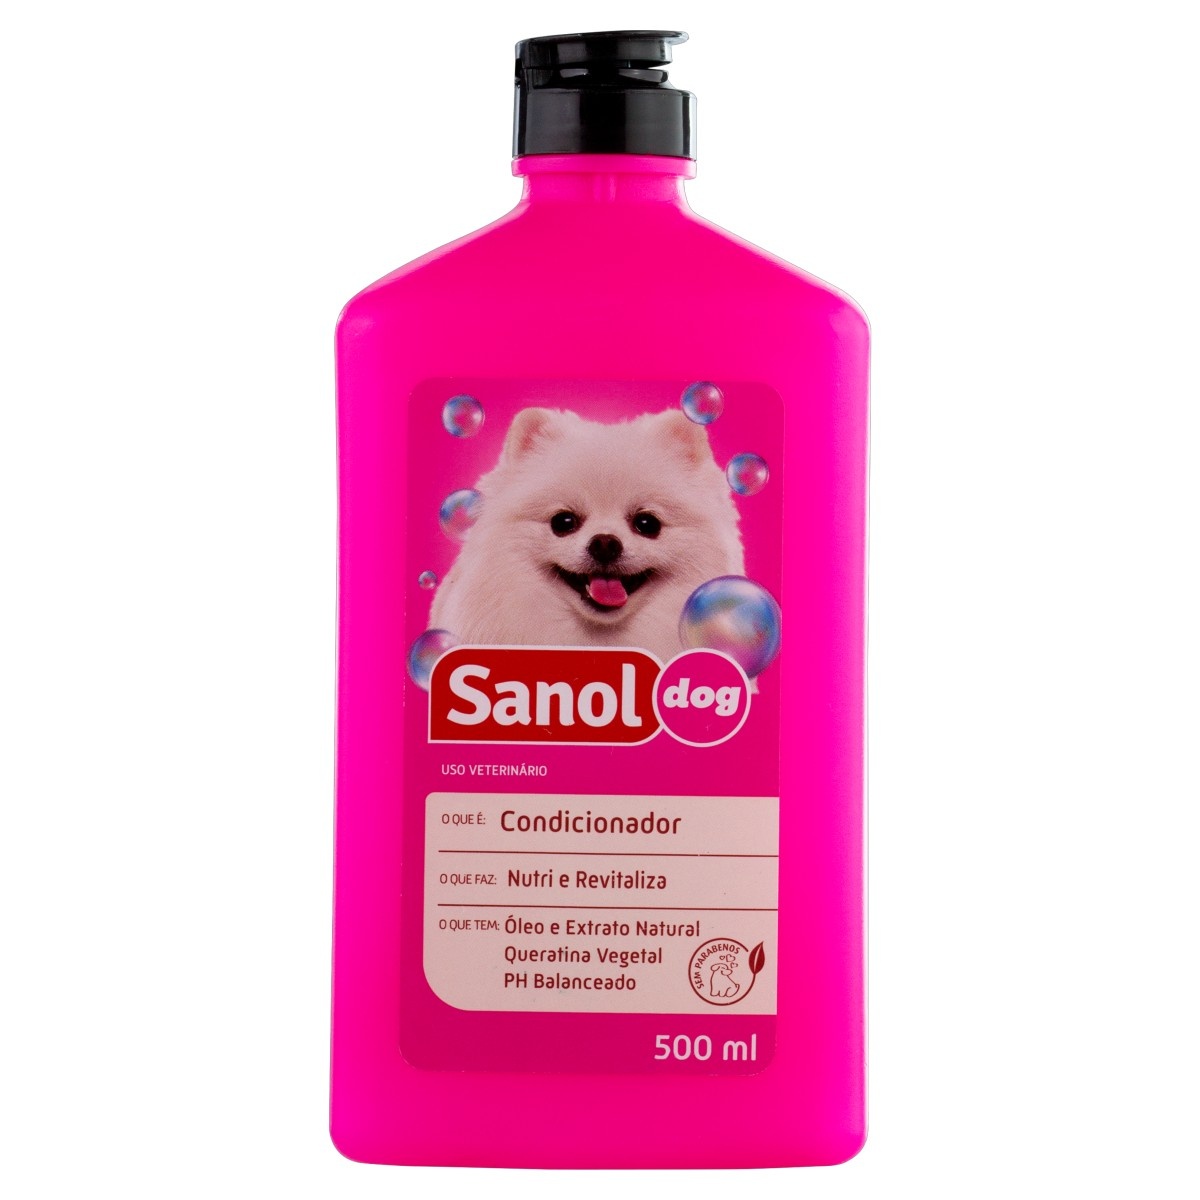 Sanol dog
USO VETERINÁRIO
O QUE É: Condicionador
O QUE FAZ: Nutri e Revitaliza
O QUE TEM: Óleo e Extrato Natural
Queratina Vegetal
PH Balanceado
SEM PARABENOS
500 ml